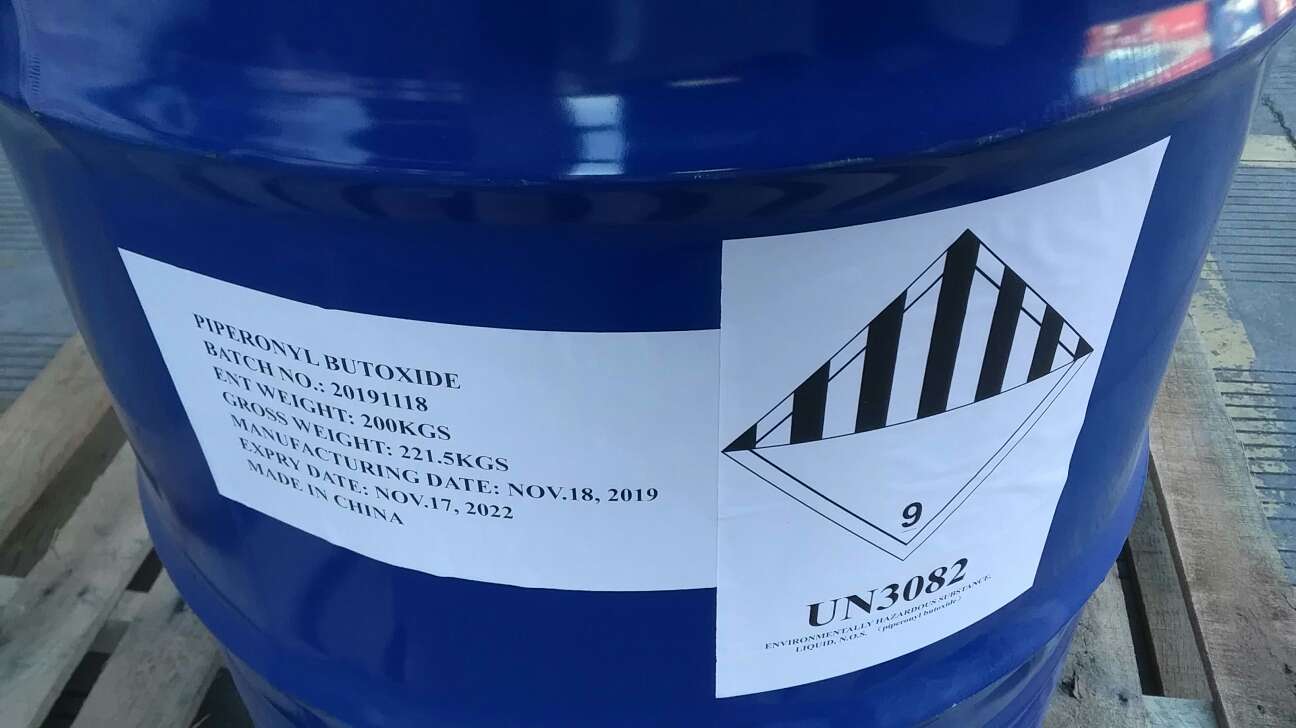 PIPERONYL BUTOXIDE
BATCH NO.: 20191118
ENT WEIGHT: 200KGS
GROSS WEIGHT: 221.5KGS
MANUFACTURING DATE: NOV.18, 2019
EXPRY DATE: NOV.17, 2022
MADE IN CHINA
9
UN3082
ENVIRONMENTALLY HAZARDOUS SUBSTANCE,
LIQUID, N.O.S. (piperonyl butoxide)